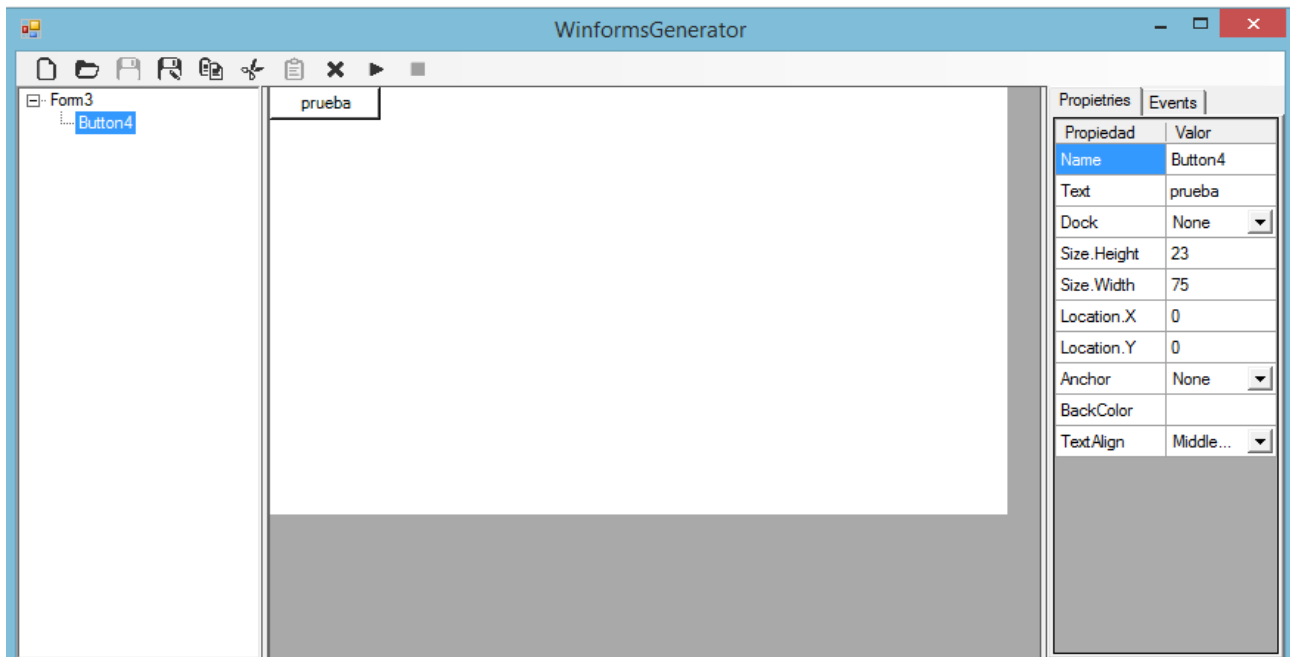 WinformsGenerator
Form3
Button4
prueba
Propietries Events
Propiedad Valor
Name Button4
Text prueba
Dock None
Size.Height 23
Size.Width 75
Location.X 0
Location.Y 0
Anchor None
BackColor
TextAlign Middle...